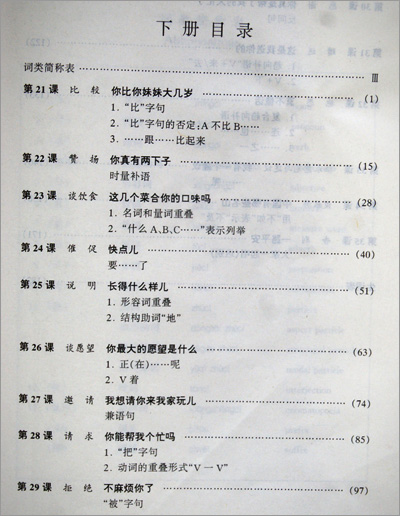 下册目录
词类简称表 …… Ⅲ
第21课 比较 你比你妹妹大几岁 …… (1)
1. “比”字句
2. “比”字句的否定:A不比B……
3. ……跟……比起来
第22课 赞扬 你真有两下子 …… (15)
时量补语
第23课 谈饮食 这几个菜合你的口味吗 …… (28)
1. 名词和量词重叠
2. “什么A、B、C……”表示列举
第24课 催促 快点儿 …… (40)
要……了
第25课 说明 长得什么样儿 …… (51)
1. 形容词重叠
2. 结构助词“地”
第26课 谈愿望 你最大的愿望是什么 …… (63)
1. 正(在)……呢
2. V着
第27课 邀请 我想请你来我家玩儿 …… (74)
兼语句
第28课 请求 你能帮我个忙吗 …… (85)
1. “把”字句
2. 动词的重叠形式“V一V”
第29课 拒绝 不麻烦你了 …… (97)
“被”字句